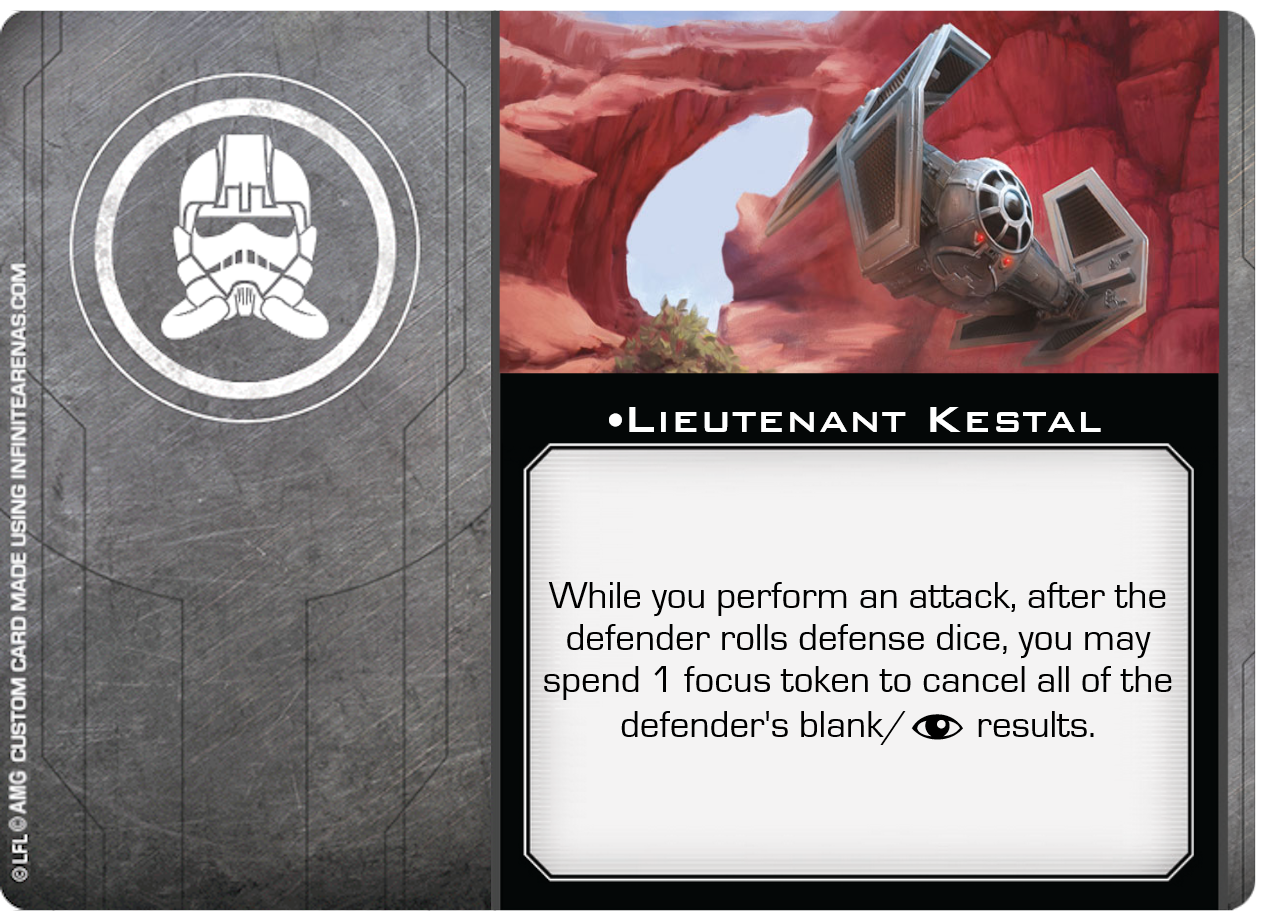 ©LFL©AMG CUSTOM CARD MADE USING INFINITEARENAS.COM
•Lieutenant Kestal
While you perform an attack, after the
defender rolls defense dice, you may
spend 1 focus token to cancel all of the
defender's blank/ results.